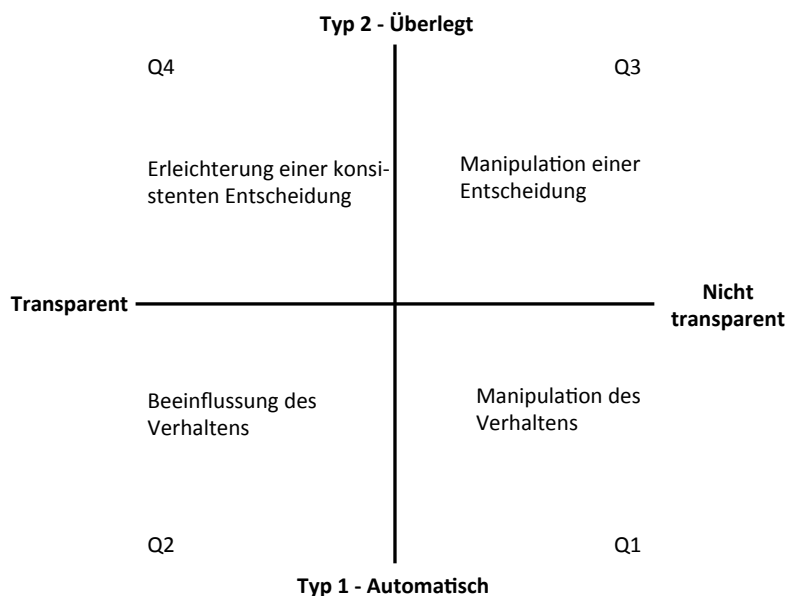 Typ 2 - Überlegt
Q4
Q3
Erleichterung einer konsi-
stenten Entscheidung
Manipulation einer
Entscheidung
Transparent
Nicht
transparent
Beeinflussung des
Verhaltens
Manipulation des
Verhaltens
Q2
Q1
Typ 1 - Automatisch